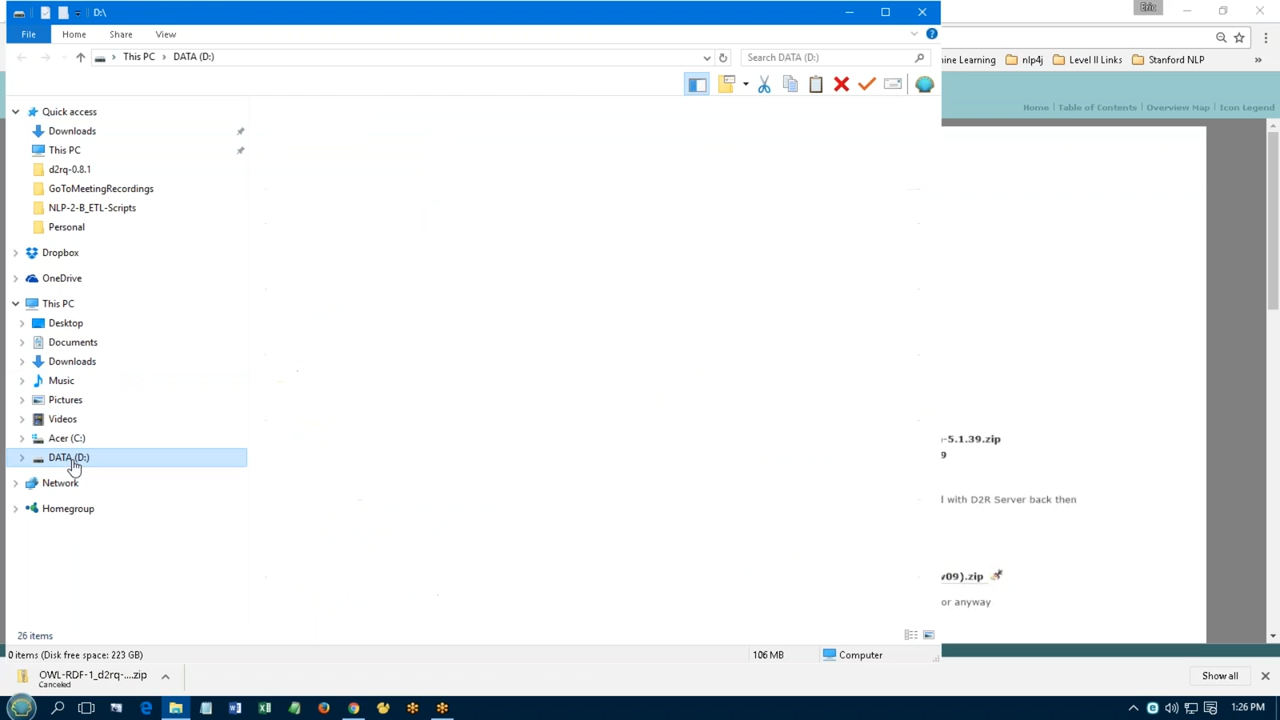 D:\
Eric
File Home Share View
This PC DATA (D:)
Search DATA (D:)
nlp4j Level II Links Stanford NLP
ine Learning
Home Table of Contents Overview Map Icon Legend
Quick access
Downloads
This PC
d2rq-0.8.1
GoToMeetingRecordings
NLP-2-B_ETL-Scripts
Personal
Dropbox
OneDrive
This PC
Desktop
Documents
Downloads
Music
Pictures
Videos
Acer (C:)
-5.1.39.zip
DATA (D:)
9
Network
d with D2R Server back then
Homegroup
v09).zip
or anyway
26 items
0 items (Disk free space: 223 GB)
106 MB
Computer
OWL-RDF-1_d2rq-....zip
Canceled
Show all
1:26 PM